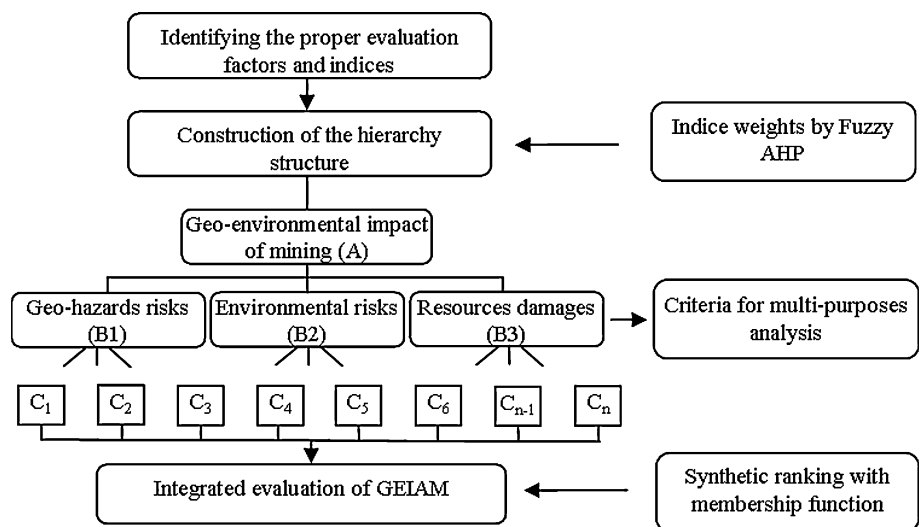 Identifying the proper evaluation
factors and indices
Construction of the hierarchy
structure
Indice weights by Fuzzy
AHP
Geo-environmental impact
of mining (A)
Geo-hazards risks
(B1)
Environmental risks
(B2)
Resources damages
(B3)
Criteria for multi-purposes
analysis
C1
C2
C3
C4
C5
C6
Cn-1
Cn
Integrated evaluation of GEIAM
Synthetic ranking with
membership function